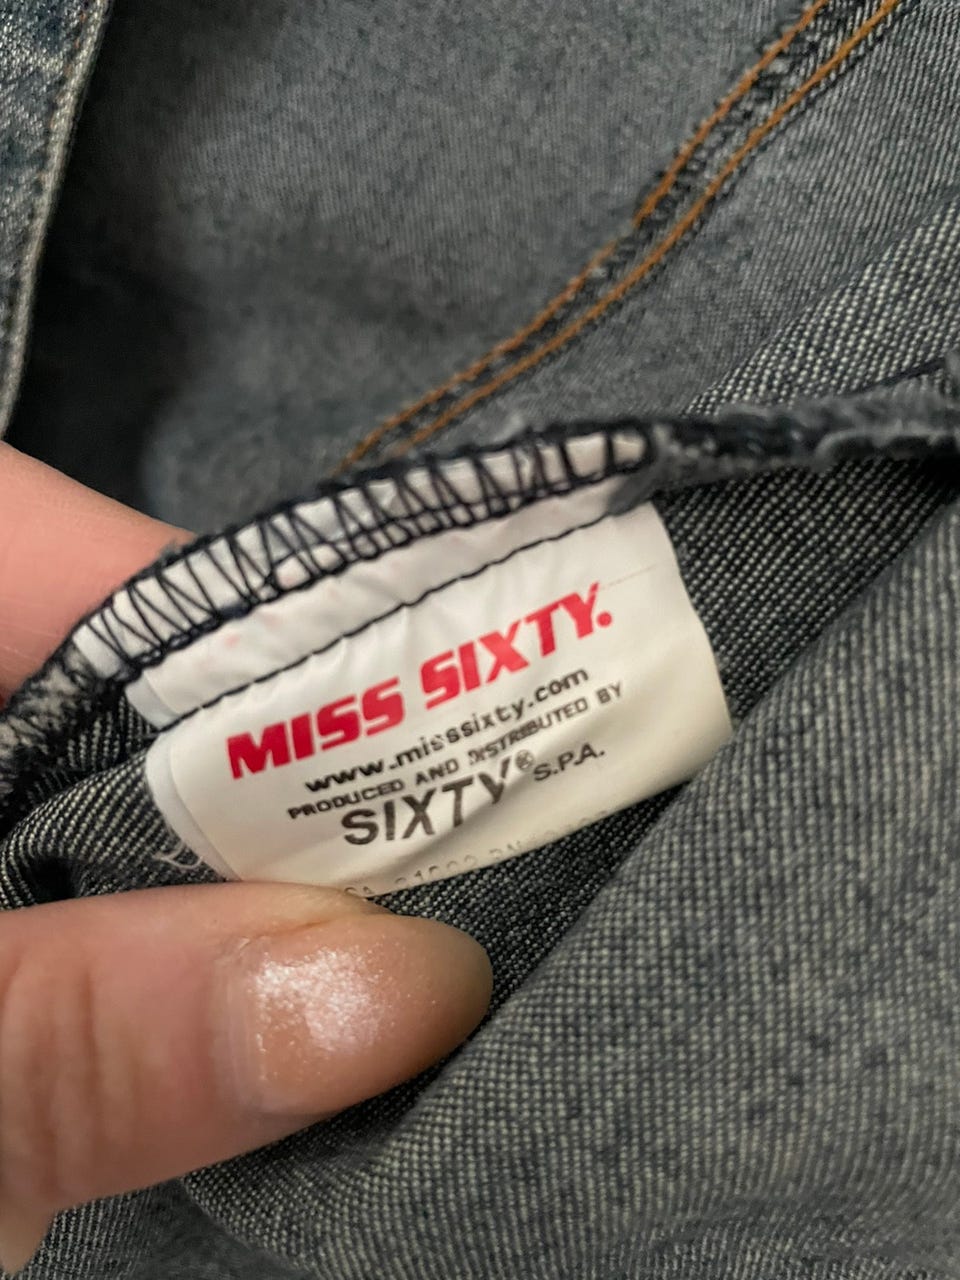 MISS SIXTY.
www.misssixty.com
PRODUCED AND DISTRIBUTED BY
SIXTY® S.P.A.